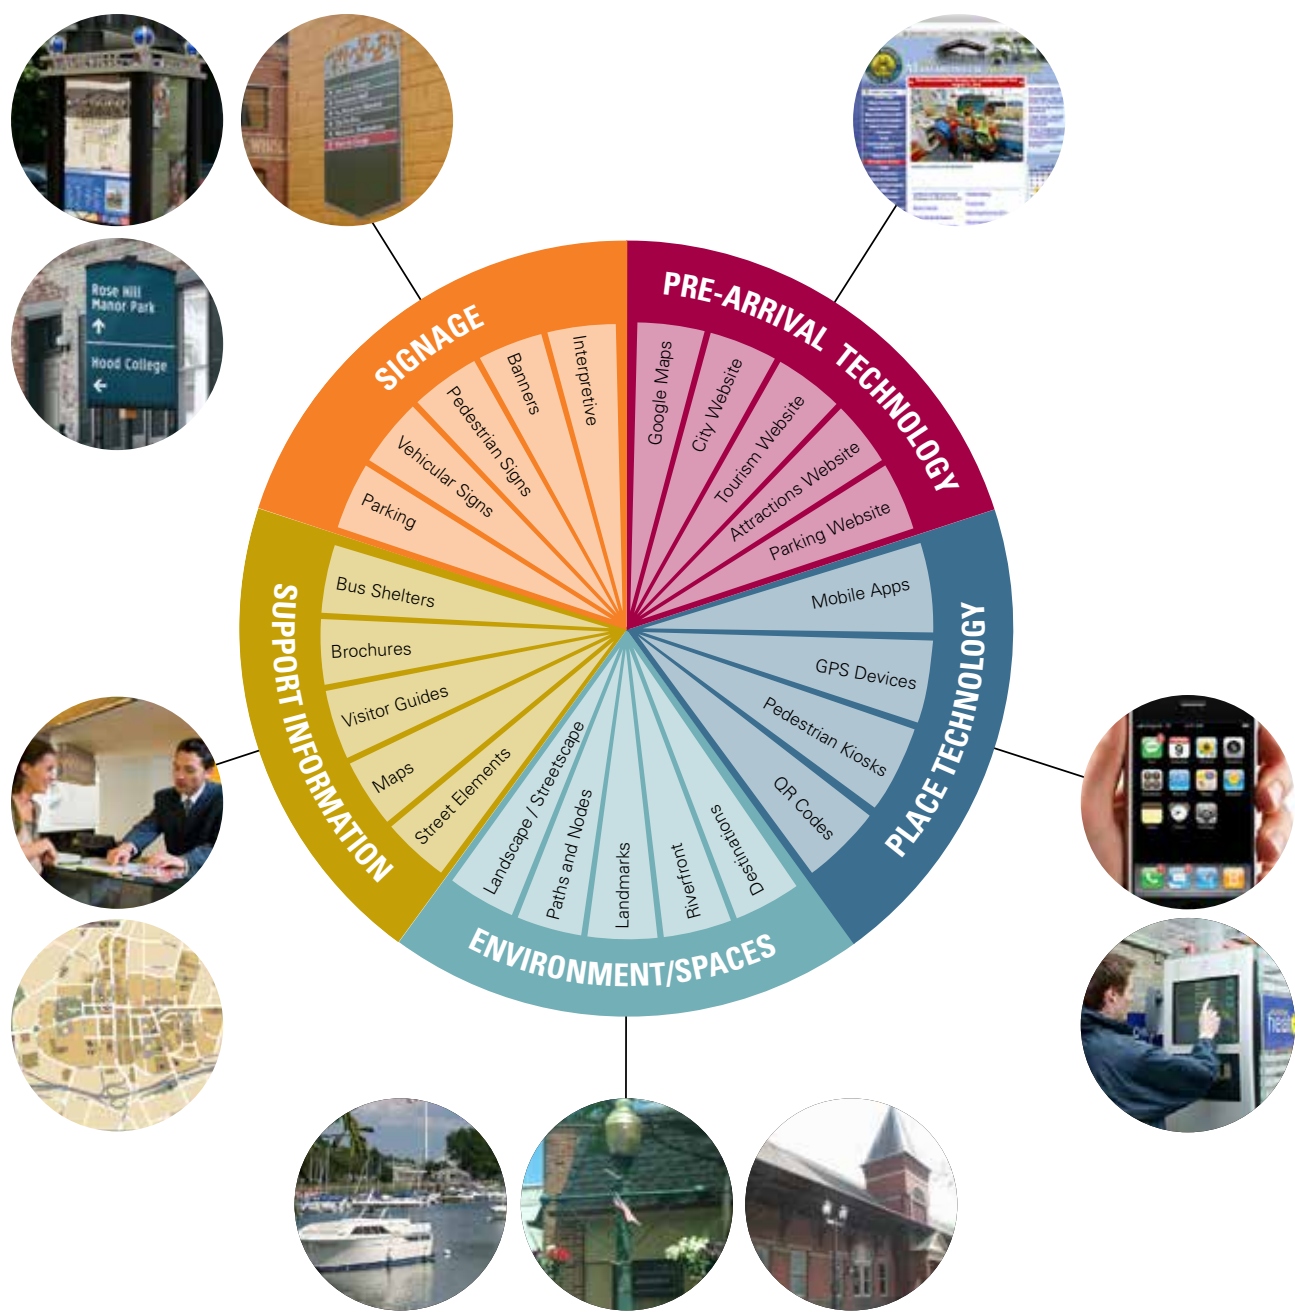 Rose Hill
Manor Park
Hood College
SIGNAGE
Parking
Vehicular Signs
Pedestrian Signs
Banners
Interpretive
PRE-ARRIVAL TECHNOLOGY
Google Maps
City Website
Tourism Website
Attractions Website
Parking Website
PLACE TECHNOLOGY
Mobile Apps
GPS Devices
Pedestrian Kiosks
QR Codes
ENVIRONMENT/SPACES
Landscape / Streetscape
Paths and Nodes
Landmarks
Riverfront
Destinations
SUPPORT INFORMATION
Bus Shelters
Brochures
Visitor Guides
Maps
Street Elements